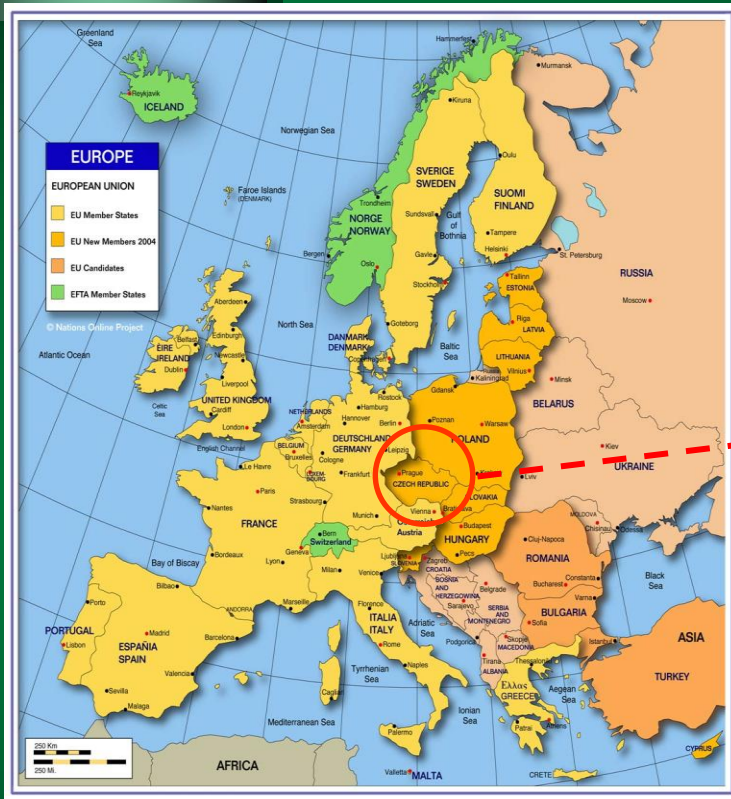 Greenland
Sea
Hammerfest
Murmansk
Reykjavik
ICELAND
Kiruna
Norwegian Sea
Oulu
EUROPE
EUROPEAN UNION
EU Member States
EU New Members 2004
EU Candidates
EFTA Member States
© Nations Online Project
SVERIGE
SWEDEN
SUOMI
FINLAND
Faroe Islands
(DENMARK)
Trondheim
NORGE
NORWAY
Sundsvall
Gulf
of
Bothnia
Tampere
Helsinki
St. Petersburg
Bergen
Oslo
Gavle
Stockholm
Tallinn
ESTONIA
RUSSIA
Moscow
Aberdeen
Edinburgh
North Sea
Goteborg
Riga
LATVIA
Atlantic Ocean
Belfast
ÉIRE
IRELAND
Dublin
Newcastle
DANMARK
DENMARK
Copenhagen
Baltic
Sea
LITHUANIA
Vilnius
Russia
Kaliningrad
Minsk
Liverpool
UNITED KINGDOM
Cardiff
London
Celtic
Sea
English Channel
NETHERLANDS
Amsterdam
Rostock
Hamburg
Hannover
Berlin
Gdansk
BELARUS
Poznan
Warsaw
POLAND
DEUTSCHLAND
GERMANY
Leipzig
BELGIUM
Bruxelles
Cologne
LUXEM-
BOURG
Frankfurt
Prague
CZECH REPUBLIC
Kiev
UKRAINE
Lviv
Le Havre
Paris
Strasbourg
SLOVAKIA
Nantes
FRANCE
Munich
Vienna
Bratislava
Austria
Budapest
HUNGARY
Pecs
MOLDOVA
Chisinau
Odessa
Bern
Switzerland
Geneva
Cluj-Napoca
ROMANIA
Bay of Biscay
Bordeaux
Lyon
Milan
Venice
Ljubljana
SLOVENIA
Zagreb
CROATIA
BOSNIA
AND
HERZEGOWINA
Sarajevo
Belgrade
SERBIA
AND
MONTENEGRO
Bucharest
Constanta
Black
Sea
Varna
Bilbao
Marseille
Florence
ANDORRA
ITALIA
ITALY
Adriatic
Sea
BULGARIA
Sofia
Porto
PORTUGAL
Lisbon
Madrid
ESPAÑIA
SPAIN
Barcelona
Rome
Podgorica
Skopje
MACEDONIA
Istanbul
ASIA
Tirana
ALBANIA
Thessaloniki
Valencia
Tyrrhenian
Sea
Naples
Ελλας
GREECE
Aegean
Sea
TURKEY
Sevilla
Malaga
Cagliari
Ionian
Sea
Mediterranean Sea
Palermo
Patrai
Athens
CYPRUS
250 Km
250 Mi.
AFRICA
Valletta
MALTA
CRETE